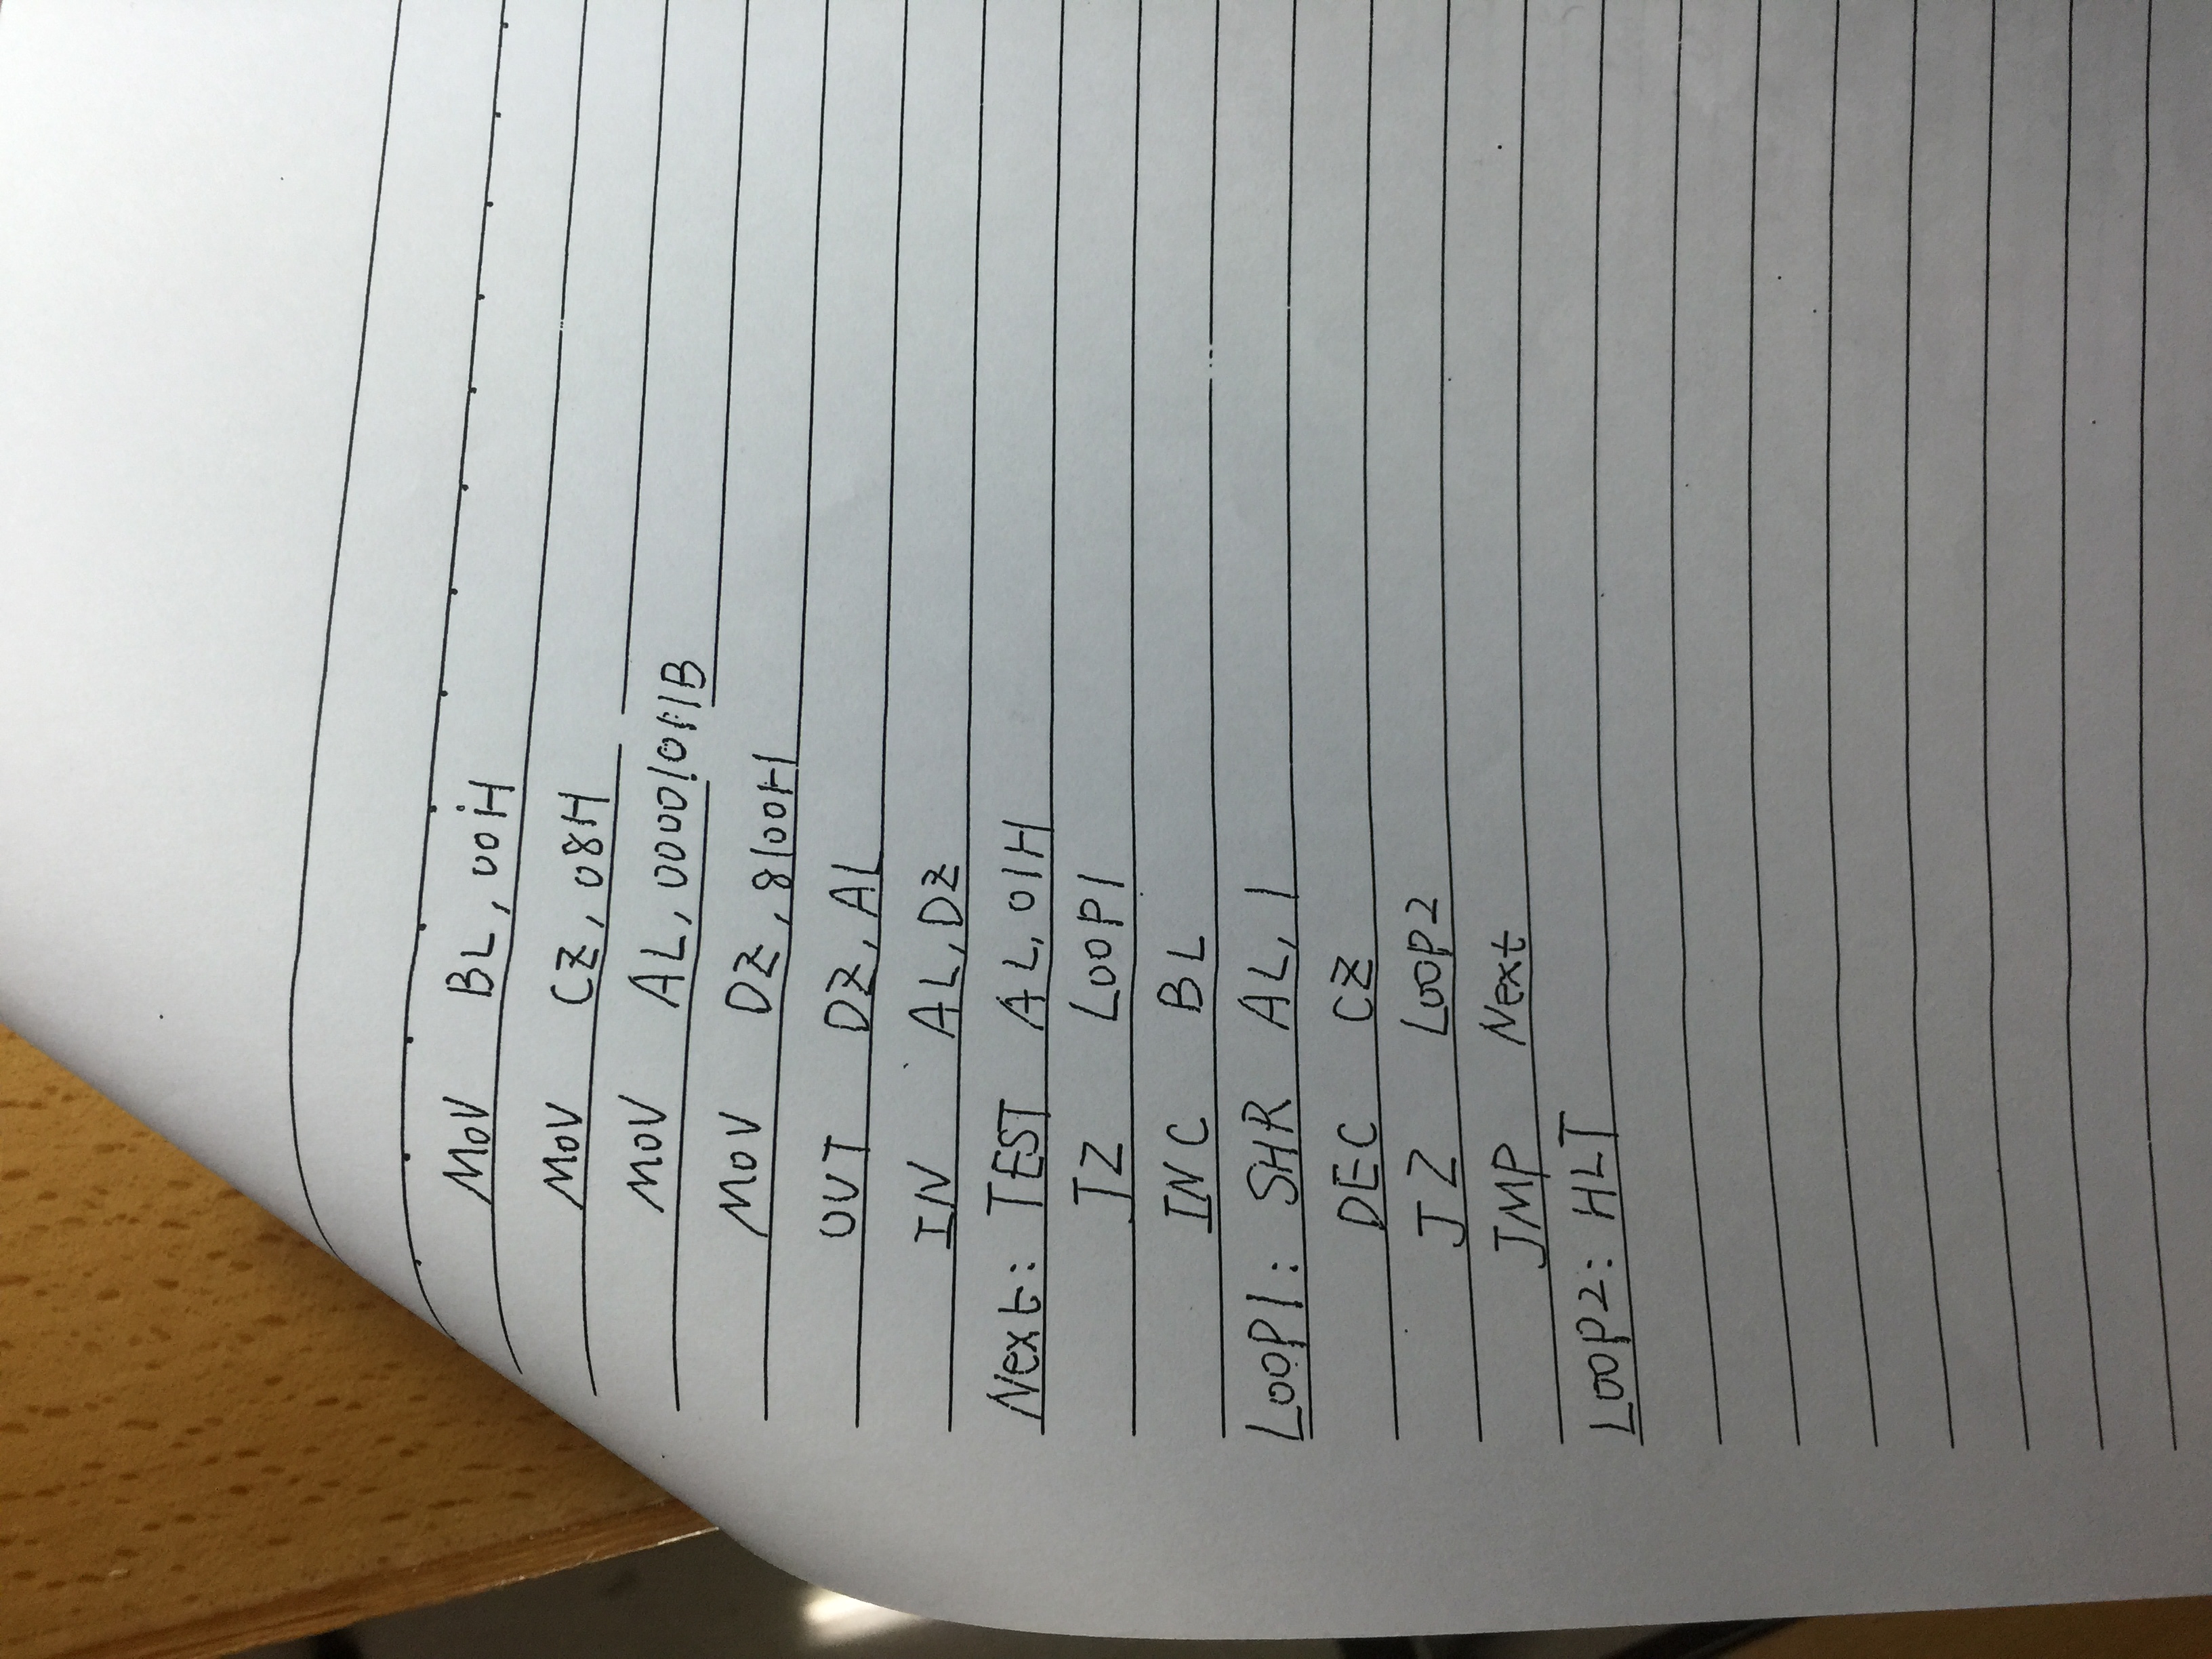 MOV BL, 00H
MOV CZ, 08H
MOV AL, 00001011B
MOV DZ, 8100H
OUT DZ, AL
IN AL, DZ
Next: TEST AL, 01H
JZ LOOP1
INC BL
LOOP1: SHR AL, 1
DEC CZ
JZ LOOP2
JMP Next
LOOP2: HLT